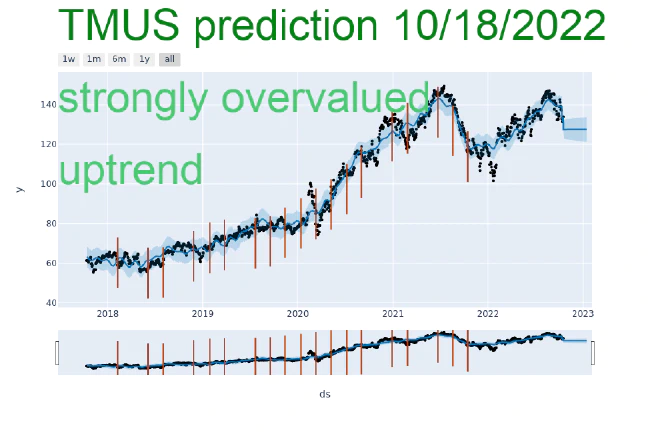 TMUS prediction 10/18/2022
1w 1m 6m 1y all
strongly overvalued
uptrend
140
120
100
80
60
40
y
2018 2019 2020 2021 2022 2023
ds